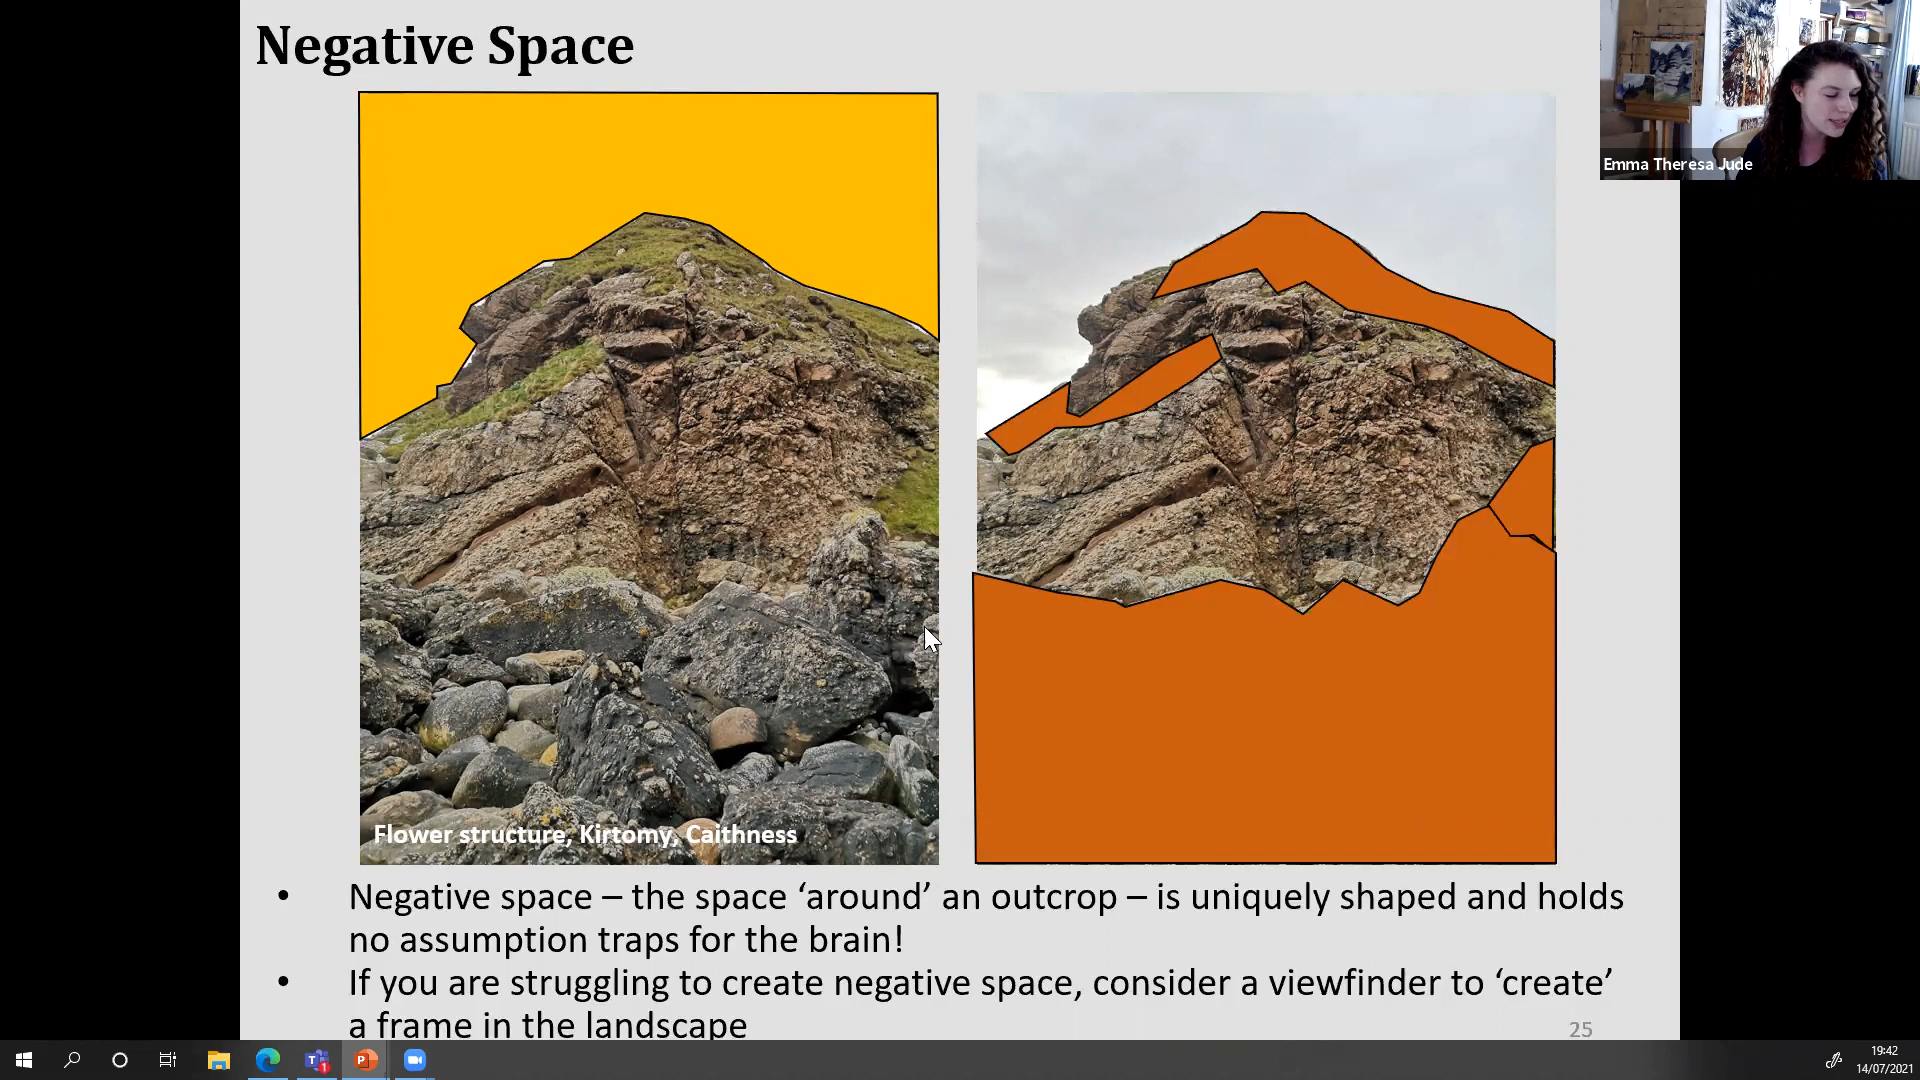 Negative Space
Emma Theresa Jude
Flower structure, Kirtomy, Caithness
• Negative space – the space ‘around’ an outcrop – is uniquely shaped and holds
no assumption traps for the brain!
• If you are struggling to create negative space, consider a viewfinder to ‘create’
a frame in the landscape
25
T 1
P
19:42
14/07/2021